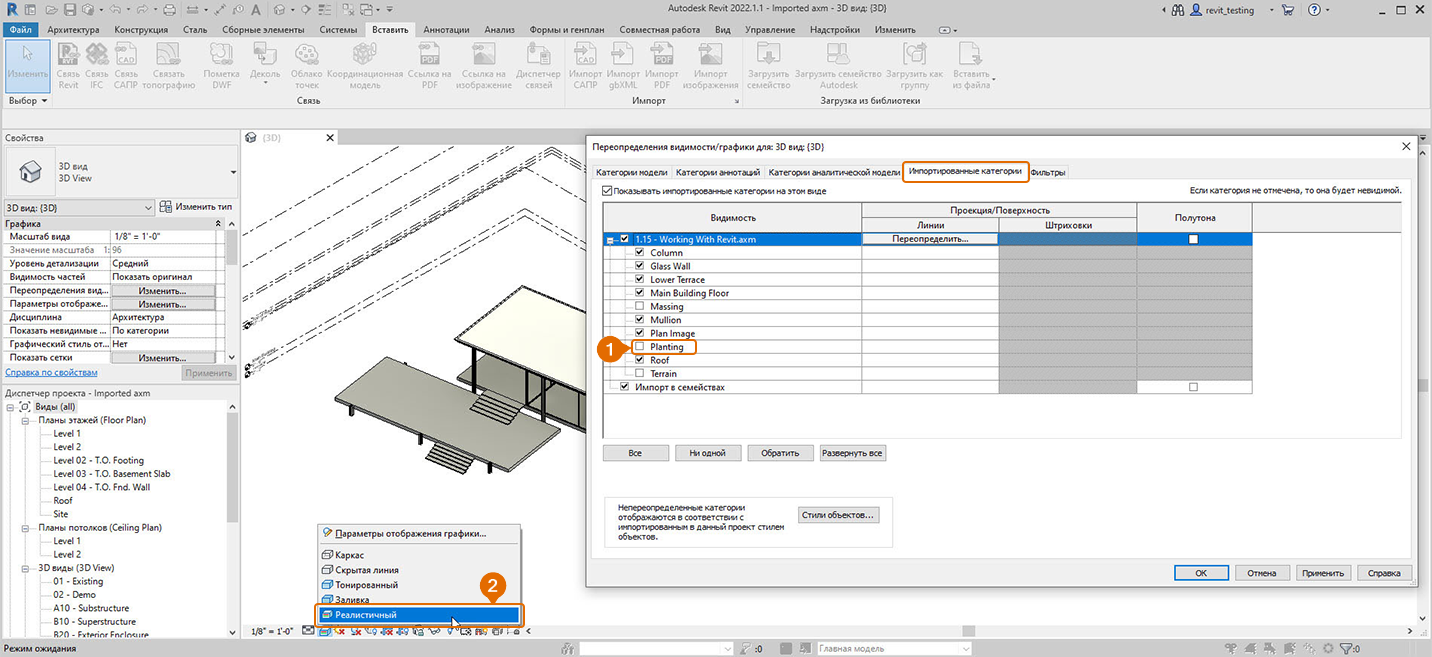 Autodesk Revit 2022.1.1 - Imported axm - 3D вид: {3D}
revit_testing
Файл Архитектура Конструкция Сталь Сборные элементы Системы Вставить Аннотации Анализ Формы и генплан Совместная работа Вид Управление Надстройки Изменить
Изменить
Связь Revit
Связь IFC
Связь САПР
Связать топографию
Пометка DWF
Деколь
Облако точек
Координационная модель
Ссылка на PDF
Ссылка на изображение
Диспетчер связей
Импорт САПР
Импорт gbXML
Импорт PDF
Импорт изображения
Загрузить семейство
Загрузить семейство Autodesk
Загрузить как группу
Вставить из файла
Выбор
Связь
Импорт
Загрузка из библиотеки
Свойства
3D вид
3D View
3D вид: {3D}
Изменить тип
Графика
Масштаб вида 1/8" = 1'-0"
Значение масштаба 1: 96
Уровень детализации Средний
Видимость частей Показать оригинал
Переопределения вид... Изменить...
Параметры отображе... Изменить...
Дисциплина Архитектура
Показать невидимые ... По категории
Графический стиль от... Нет
Показать сетки Изменить...
Справка по свойствам
Применить
Диспетчер проекта - Imported axm
Виды (all)
Планы этажей (Floor Plan)
Level 1
Level 2
Level 02 - T.O. Footing
Level 03 - T.O. Basement Slab
Level 04 - T.O. Fnd. Wall
Roof
Site
Планы потолков (Ceiling Plan)
Level 1
Level 2
3D виды (3D View)
01 - Existing
02 - Demo
A10 - Substructure
A10 - Superstructure
B20 - Exterior Enclosure
{3D}
Параметры отображения графики...
Каркас
Скрытая линия
Тонированный
Заливка
2
Реалистичный
1/8" = 1'-0"
Переопределения видимости/графики для: 3D вид: {3D}
Категории модели
Категории аннотаций
Категории аналитической модели
Импортированные категории
Фильтры
Показывать импортированные категории на этом виде
Если категория не отмечена, то она будет невидимой.
Видимость
Проекция/Поверхность
Линии
Штриховки
Полутона
1.15 - Working With Revit.axm
Переопределить...
Column
Glass Wall
Lower Terrace
Main Building Floor
Massing
Mullion
Plan Image
1
Planting
Roof
Terrain
Импорт в семействах
Все
Ни одной
Обратить
Развернуть все
Непереопределенные категории
отображаются в соответствии с
импортированным в данный проект стилем
объектов.
Стили объектов...
ОК
Отмена
Применить
Справка
Режим ожидания
:0
Главная модель
:0